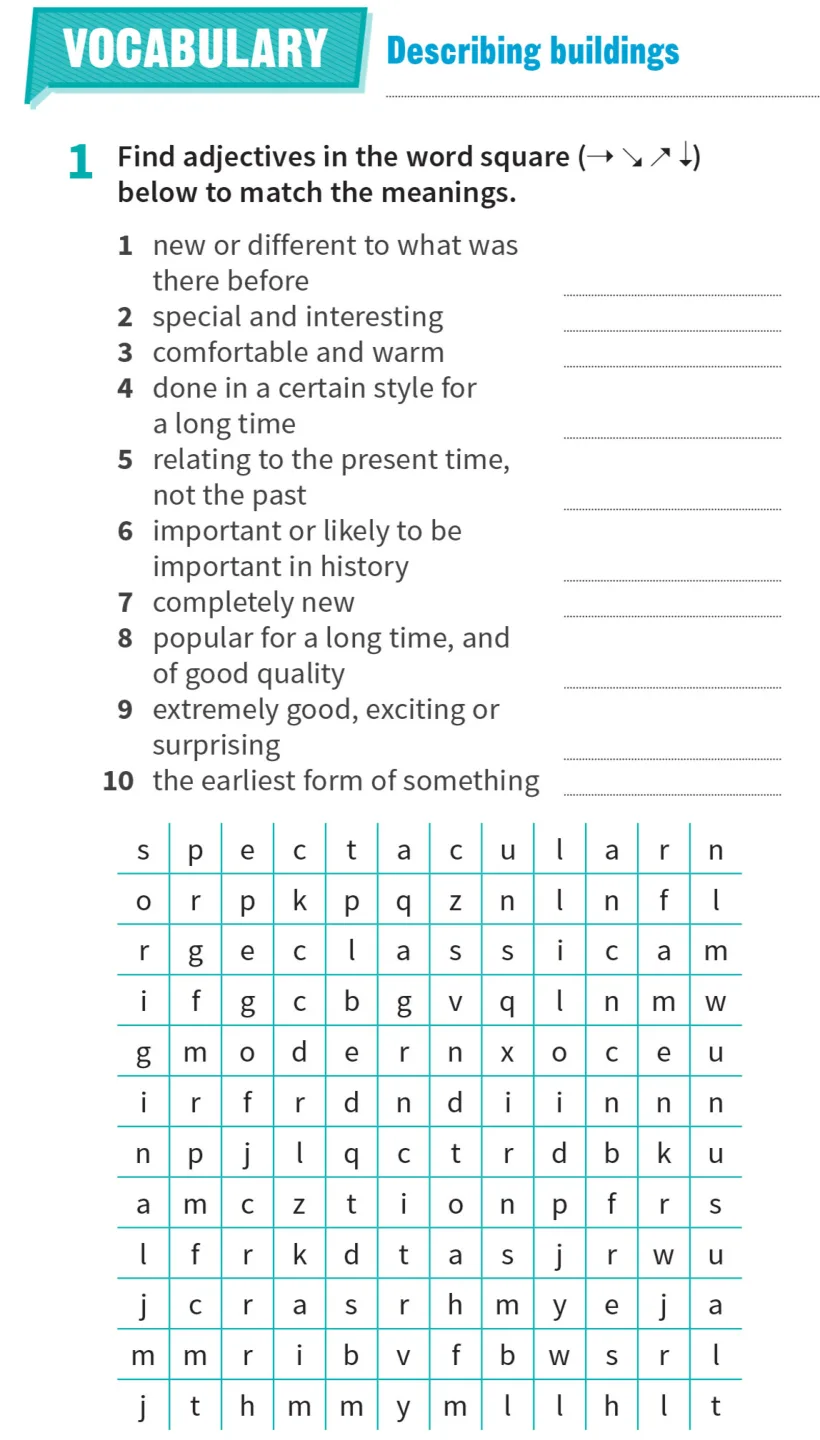 VOCABULARY Describing buildings
1 Find adjectives in the word square (→ ↘ ↗ ↓)
below to match the meanings.
1 new or different to what was
there before
2 special and interesting
3 comfortable and warm
4 done in a certain style for
a long time
5 relating to the present time,
not the past
6 important or likely to be
important in history
7 completely new
8 popular for a long time, and
of good quality
9 extremely good, exciting or
surprising
10 the earliest form of something
s p e c t a c u l a r n
o r p k p q z n l n f l
r g e c l a s s i c a m
i f g c b g v q l n m w
g m o d e r n x o c e u
i r f r d n d i i n n n
n p j l q c t r d b k u
a m c z t i o n p f r s
l f r k d t a s j r w u
j c r a s r h m y e j a
m m r i b v f b w s r l
j t h m m y m l l h l t